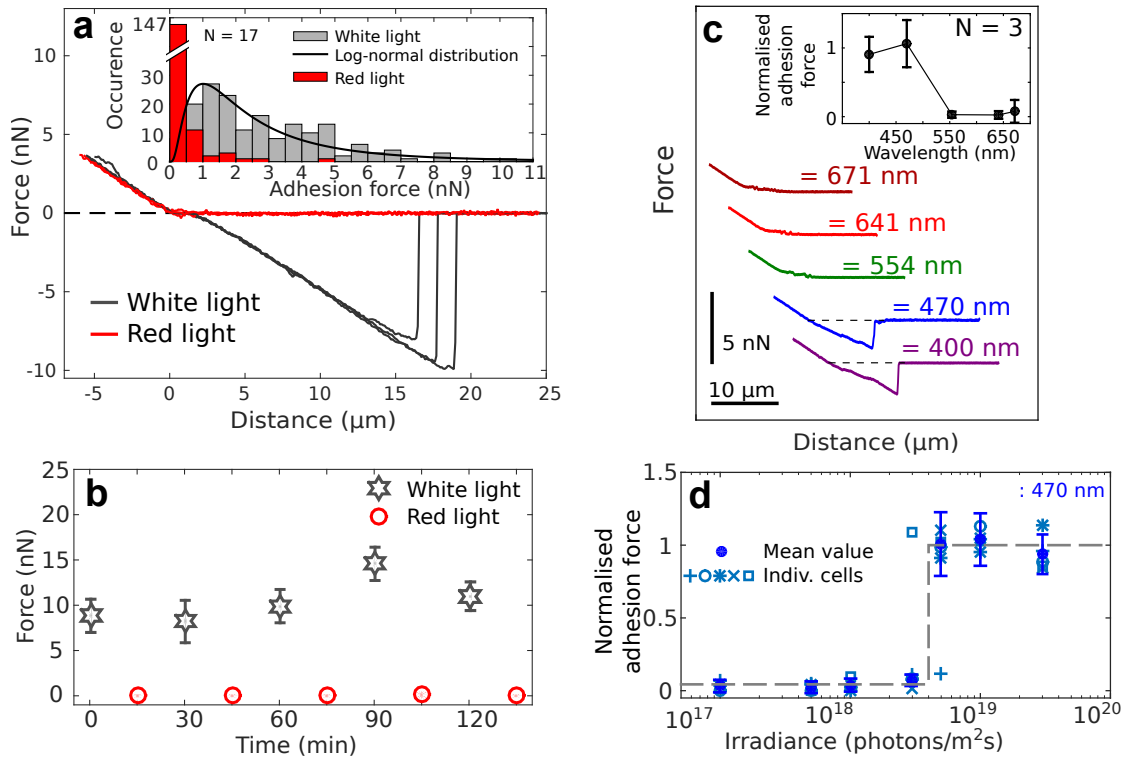 a
147
N = 17
White light
Log-normal distribution
Red light
Occurence
30
20
10
0
0 1 2 3 4 5 6 7 8 9 10 11
Adhesion force (nN)
Force (nN)
10
5
0
-5
-10
White light
Red light
-5 0 5 10 15 20 25
Distance (µm)
b
White light
Red light
Force (nN)
25
20
15
10
5
0
0 30 60 90 120
Time (min)
c
N = 3
Normalised
adhesion
force
1
0
450 550 650
Wavelength (nm)
Force
= 671 nm
= 641 nm
= 554 nm
= 470 nm
= 400 nm
5 nN
10 µm
Distance (µm)
d
: 470 nm
Mean value
Indiv. cells
Normalised
adhesion force
1.5
1
0.5
0
10^17 10^18 10^19 10^20
Irradiance (photons/m²s)